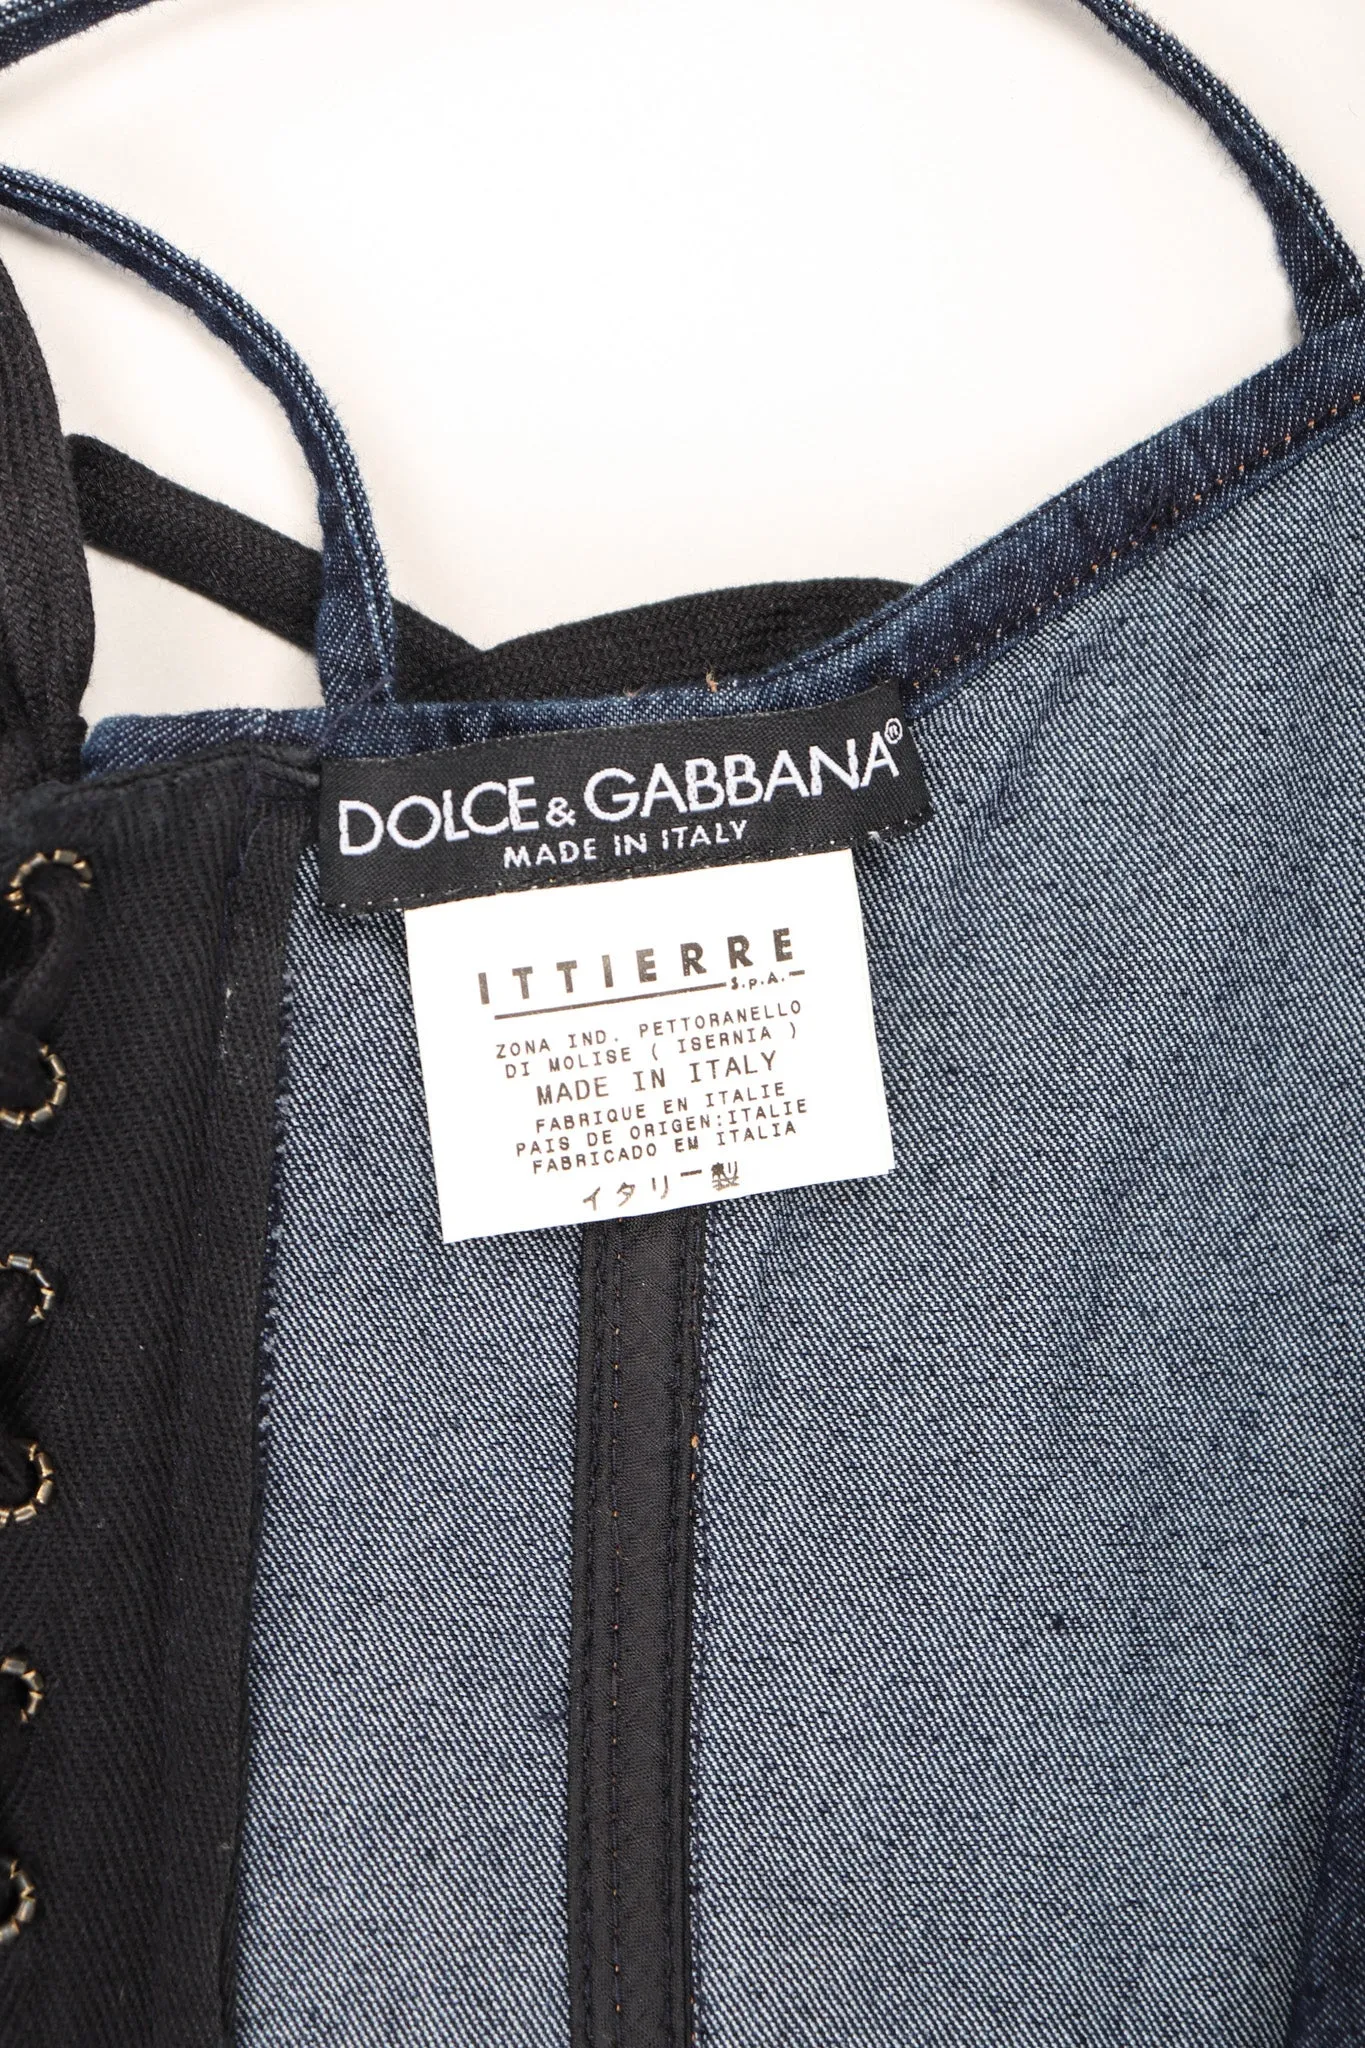 DOLCE & GABBANA®
MADE IN ITALY
ITTIERRE
S.p.A.
ZONA IND. PETTORANELLO
DI MOLISE ( ISERNIA )
MADE IN ITALY
FABRIQUE EN ITALIE
PAIS DE ORIGEN:ITALIE
FABRICADO EM ITALIA
イタリー製